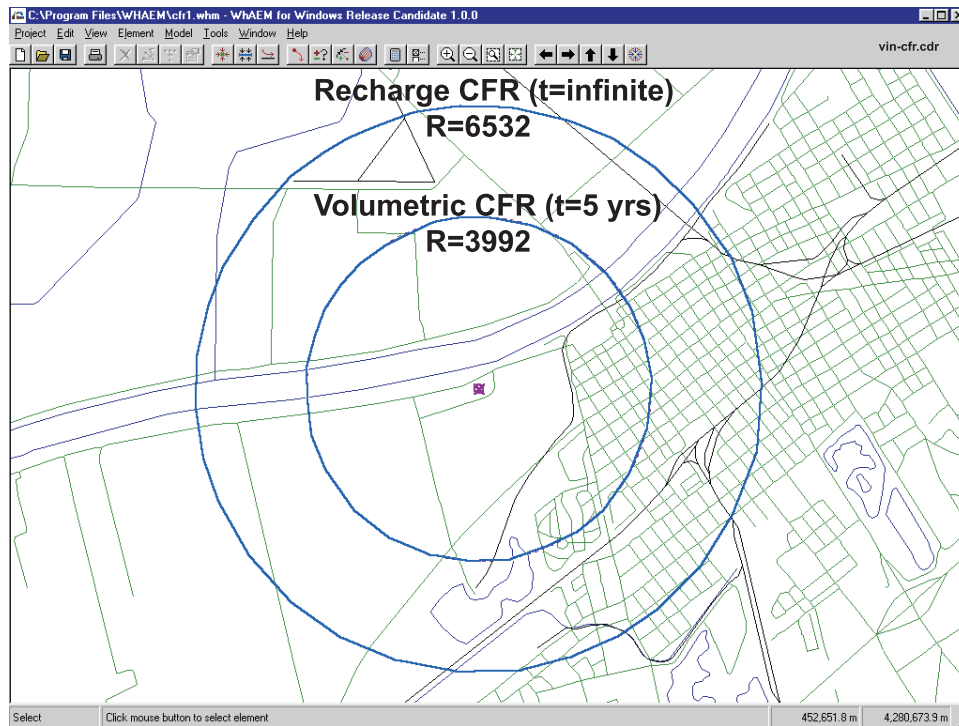 C:\Program Files\WHAEM\cfr1.whm - WhAEM for Windows Release Candidate 1.0.0
Project Edit View Element Model Tools Window Help
vin-cfr.cdr
Recharge CFR (t=infinite)
R=6532
Volumetric CFR (t=5 yrs)
R=3992
Select Click mouse button to select element 452,651.8 m 4,280,673.9 m